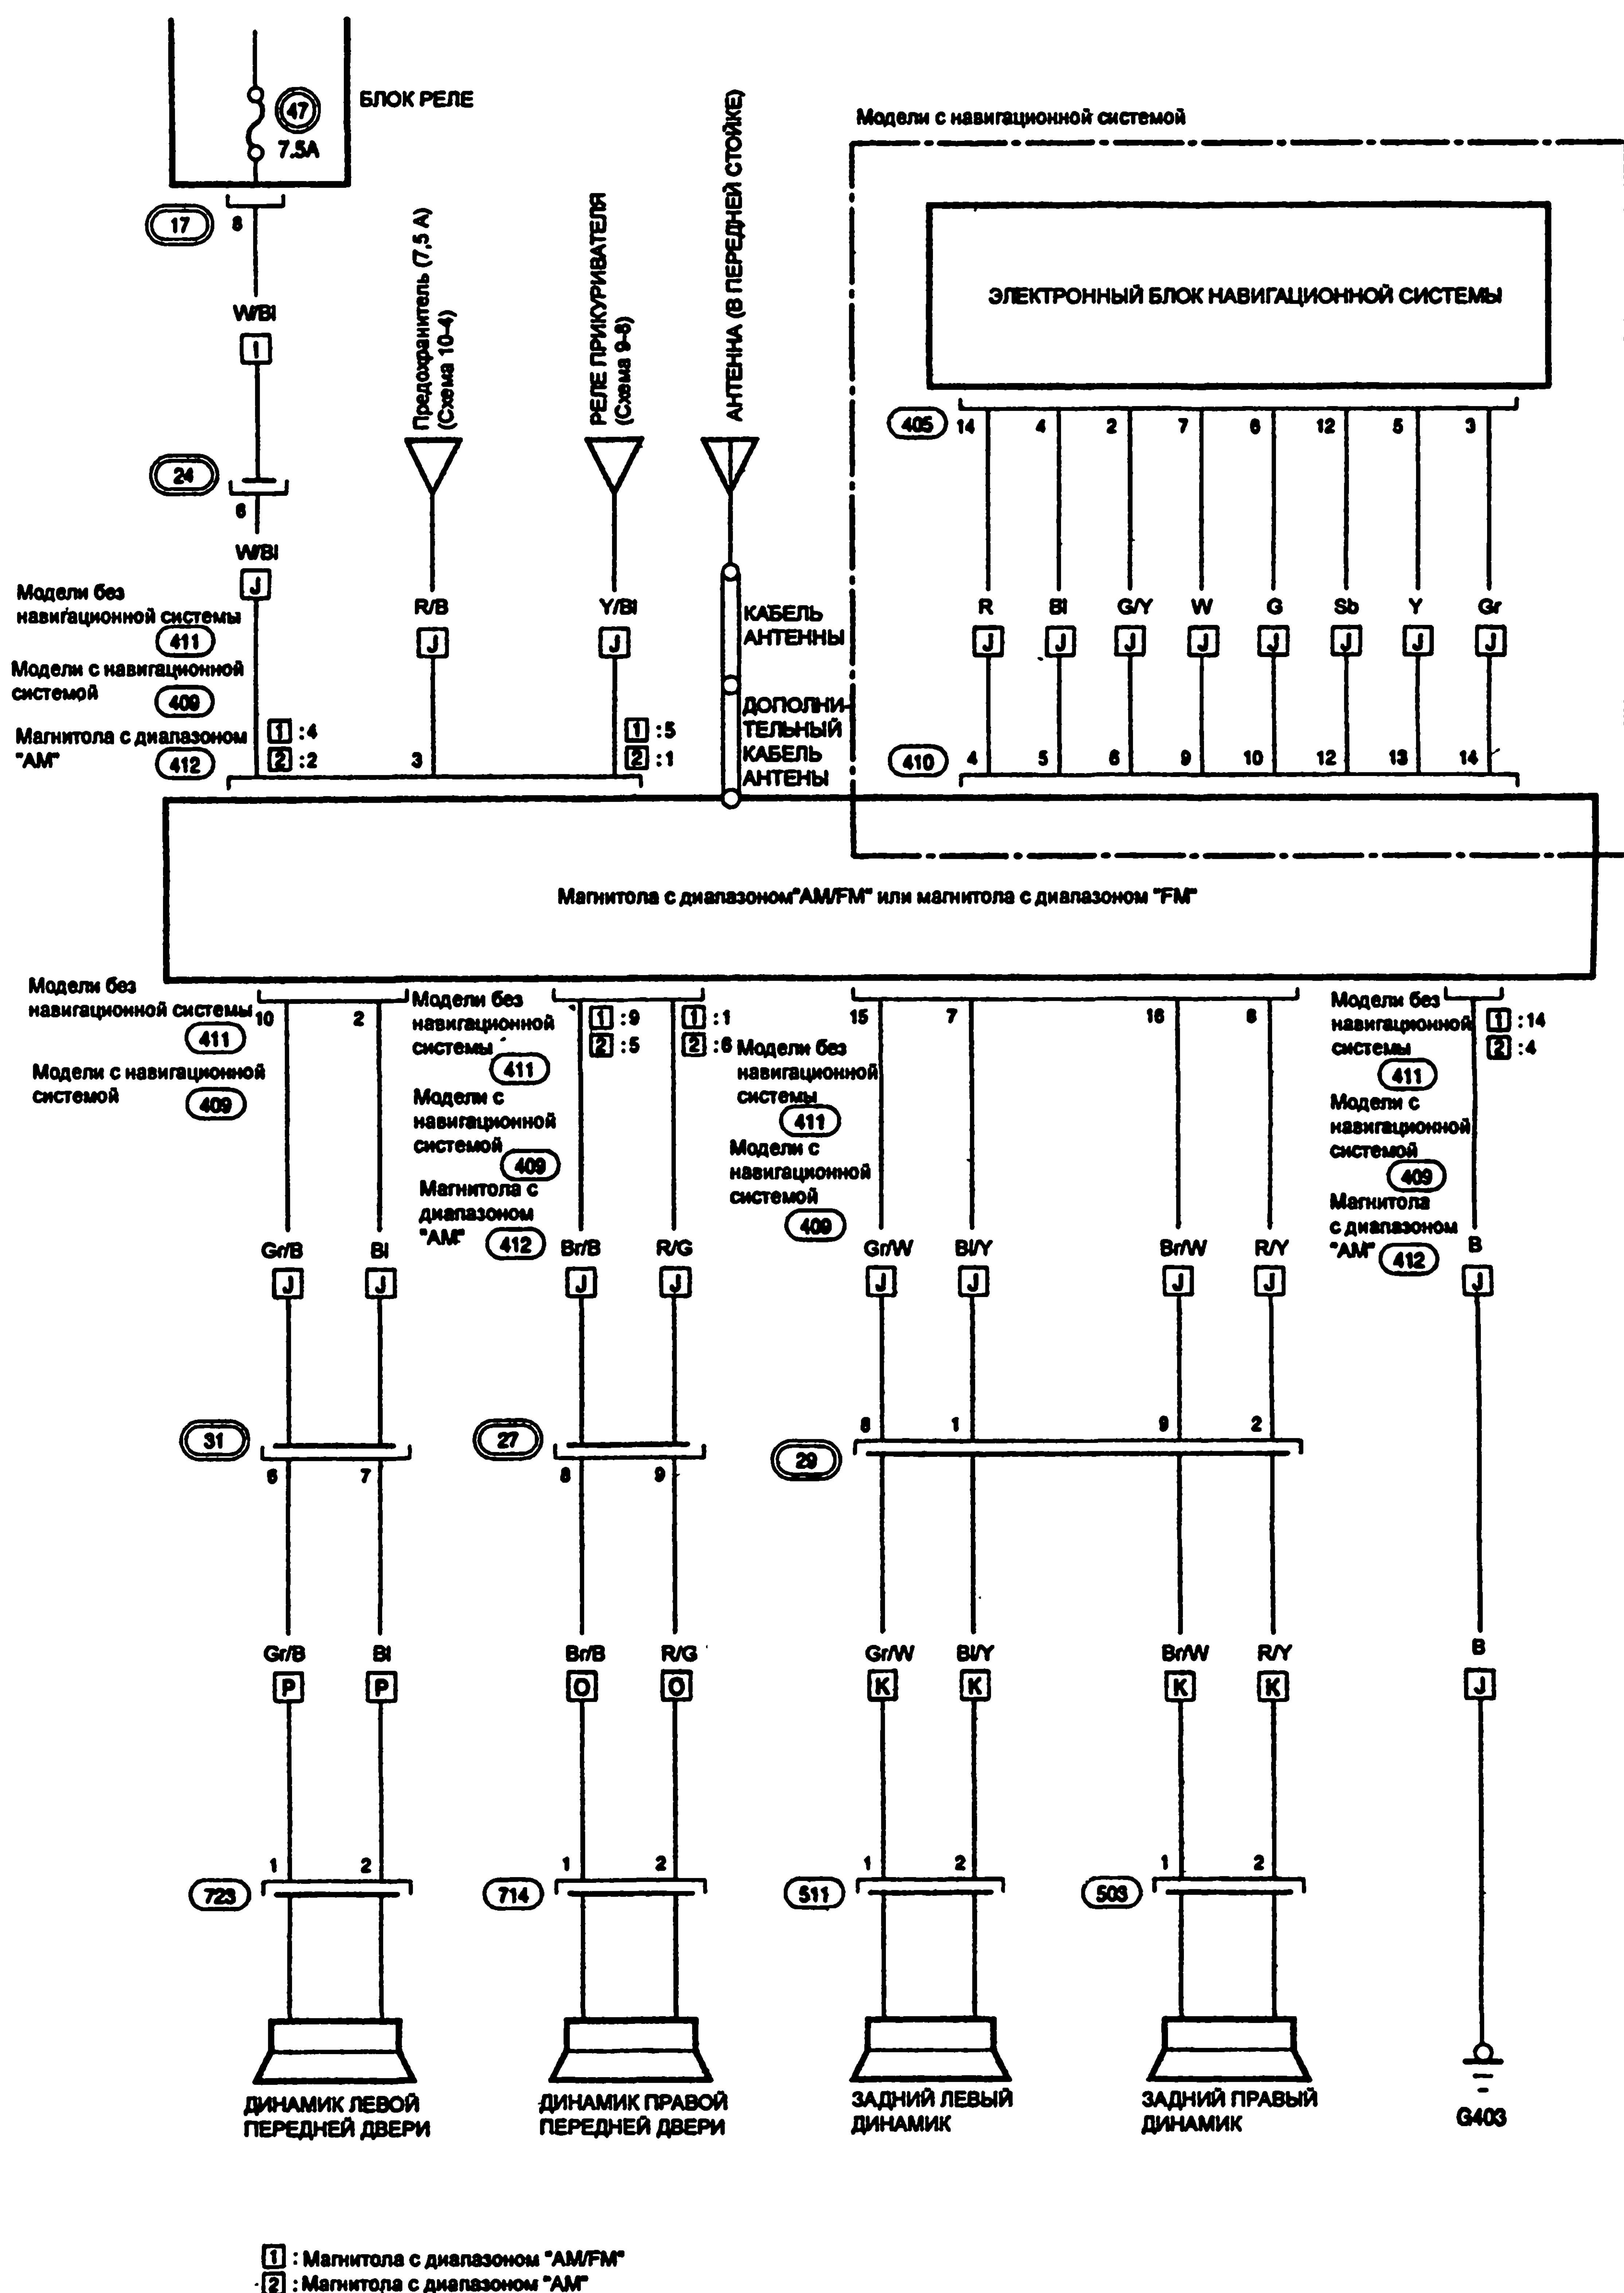 47
7.5А
БЛОК РЕЛЕ
17
8
W/Bl
I
24
6
W/Bl
J
Предохранитель (7,5 А)
(Схема 10-4)
R/B
J
3
РЕЛЕ ПРИКУРИВАТЕЛЯ
(Схема 9-8)
Y/Bl
J
1 :5
2 :1
АНТЕННА (В ПЕРЕДНЕЙ СТОЙКЕ)
КАБЕЛЬ
АНТЕННЫ
ДОПОЛНИ-
ТЕЛЬНЫЙ
КАБЕЛЬ
АНТЕНЫ
Модели без
навигационной системы
411
Модели с навигационной
системой
409
Магнитола с диапазоном
"AM"
412
1 :4
2 :2
Модели с навигационной системой
ЭЛЕКТРОННЫЙ БЛОК НАВИГАЦИОННОЙ СИСТЕМЫ
405 14 4 2 7 6 12 5 3
R Bl G/Y W G Sb Y Gr
J J J J J J J J
410 4 5 6 9 10 12 13 14
Магнитола с диапазоном"AM/FM" или магнитола с диапазоном "FM"
Модели без
навигационной системы
411
Модели с навигационной
системой
409
10 2
Модели без
навигационной
системы
411
Модели с
навигационной
системой
409
Магнитола с
диапазоном
"AM"
412
1 :9
2 :5
1 :1
2 :6
Модели без
навигационной
системы
411
Модели с
навигационной
системой
409
15 7 16 8
Модели без
навигационной
системы
411
Модели с
навигационной
системой
409
Магнитола
с диапазоном
"AM"
412
1 :14
2 :4
Gr/B Bl Br/B R/G Gr/W Bl/Y Br/W R/Y B
J J J J J J J J J
8 1 9 2
31 27 29
6 7 8 9
Gr/B Bl Br/B R/G Gr/W Bl/Y Br/W R/Y B
P P O O K K K K J
1 2 1 2 1 2 1 2
723 714 511 503
ДИНАМИК ЛЕВОЙ
ПЕРЕДНЕЙ ДВЕРИ
ДИНАМИК ПРАВОЙ
ПЕРЕДНЕЙ ДВЕРИ
ЗАДНИЙ ЛЕВЫЙ
ДИНАМИК
ЗАДНИЙ ПРАВЫЙ
ДИНАМИК
G403
1 : Магнитола с диапазоном "AM/FM"
2 : Магнитола с диапазоном "AM"